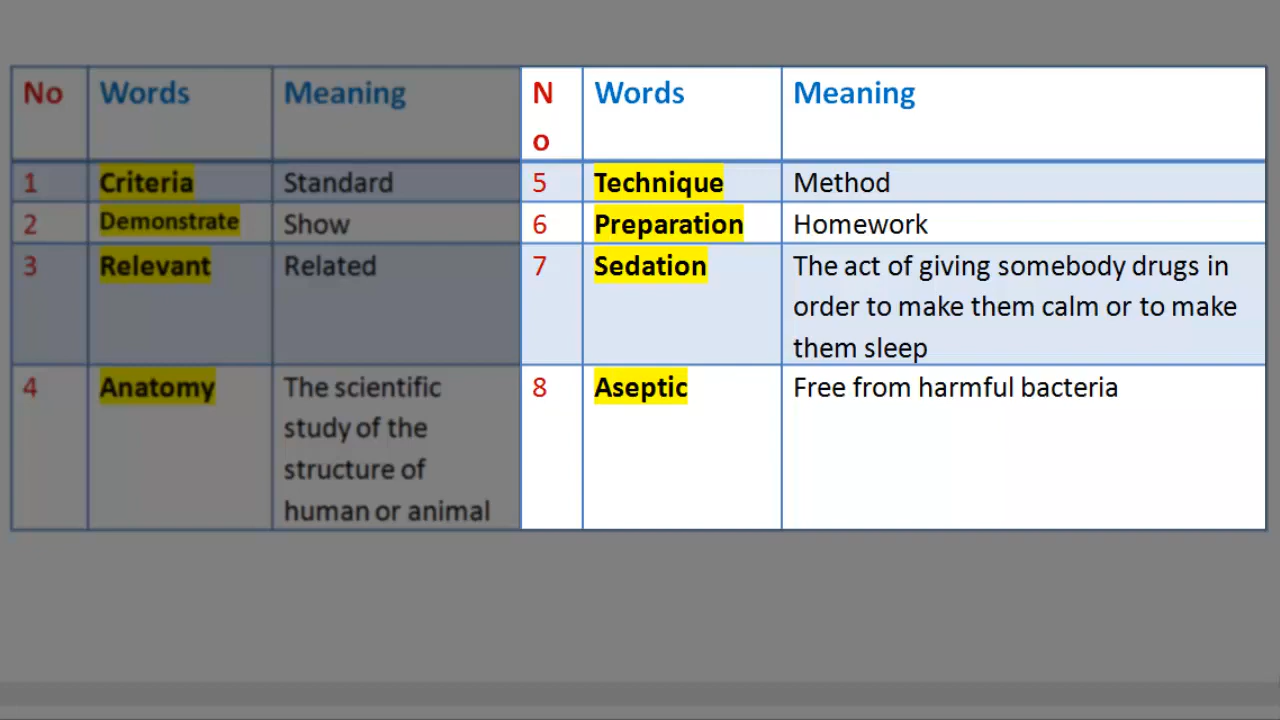 No Words Meaning N
o Words Meaning
1 Criteria Standard 5 Technique Method
2 Demonstrate Show 6 Preparation Homework
3 Relevant Related 7 Sedation The act of giving somebody drugs in
order to make them calm or to make
them sleep
4 Anatomy The scientific 8 Aseptic Free from harmful bacteria
study of the
structure of
human or animal